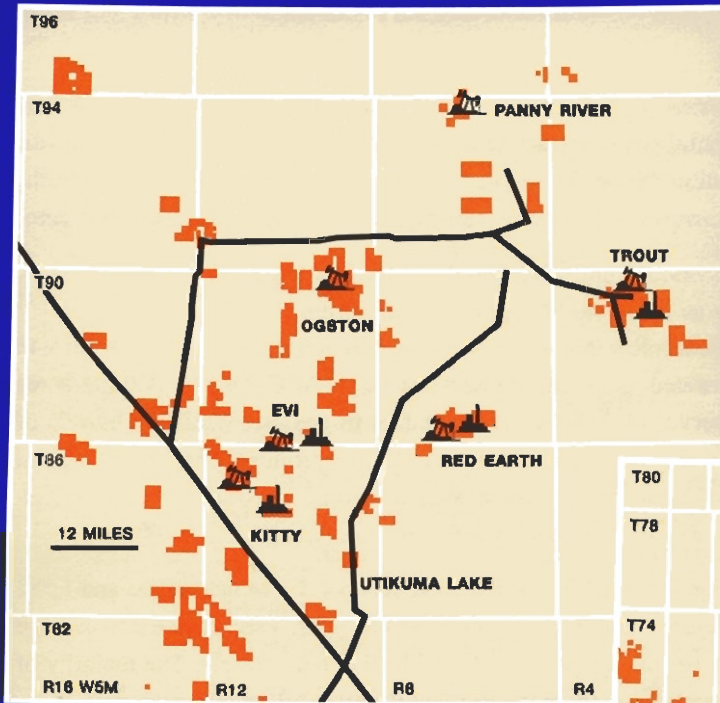 T96
T94
PANNY RIVER
TROUT
T90
OGSTON
EVI
RED EARTH
T86
T80
T78
12 MILES
KITTY
UTIKUMA LAKE
T82
T74
R16 W5M
R12
R8
R4